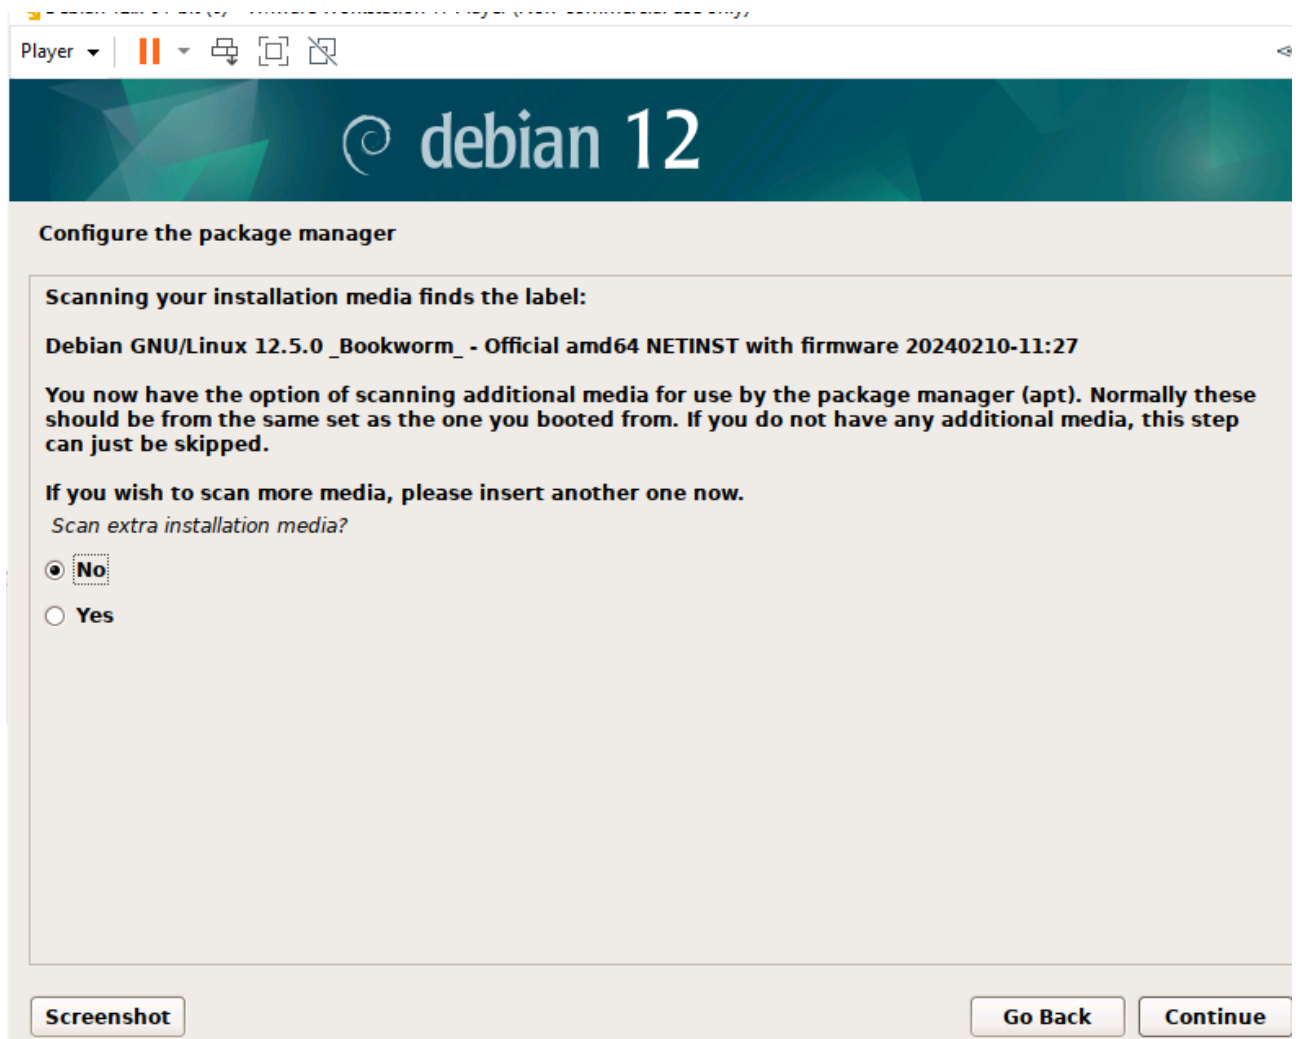 Player
debian 12
Configure the package manager
Scanning your installation media finds the label:
Debian GNU/Linux 12.5.0 _Bookworm_ - Official amd64 NETINST with firmware 20240210-11:27
You now have the option of scanning additional media for use by the package manager (apt). Normally these
should be from the same set as the one you booted from. If you do not have any additional media, this step
can just be skipped.
If you wish to scan more media, please insert another one now.
Scan extra installation media?
No
Yes
Screenshot
Go Back
Continue